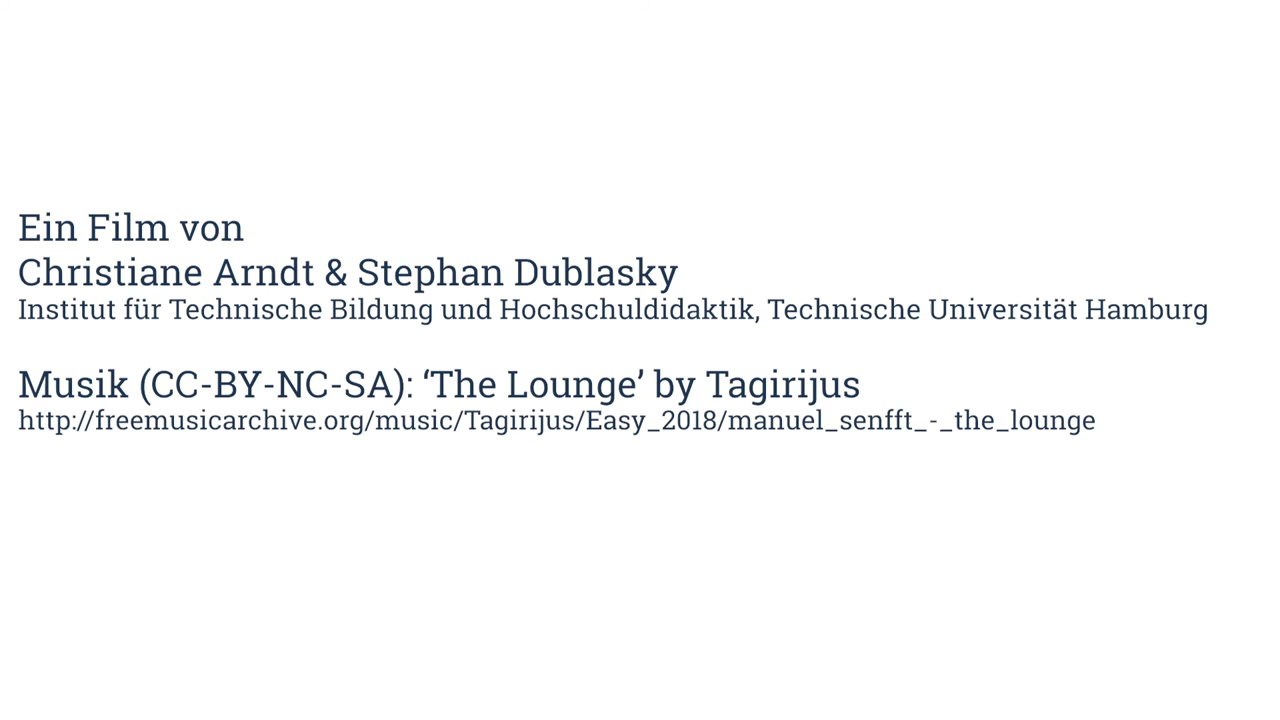 Ein Film von
Christiane Arndt & Stephan Dublasky
Institut für Technische Bildung und Hochschuldidaktik, Technische Universität Hamburg
Musik (CC-BY-NC-SA): ‘The Lounge’ by Tagirijus
http://freemusicarchive.org/music/Tagirijus/Easy_2018/manuel_senfft_-_the_lounge